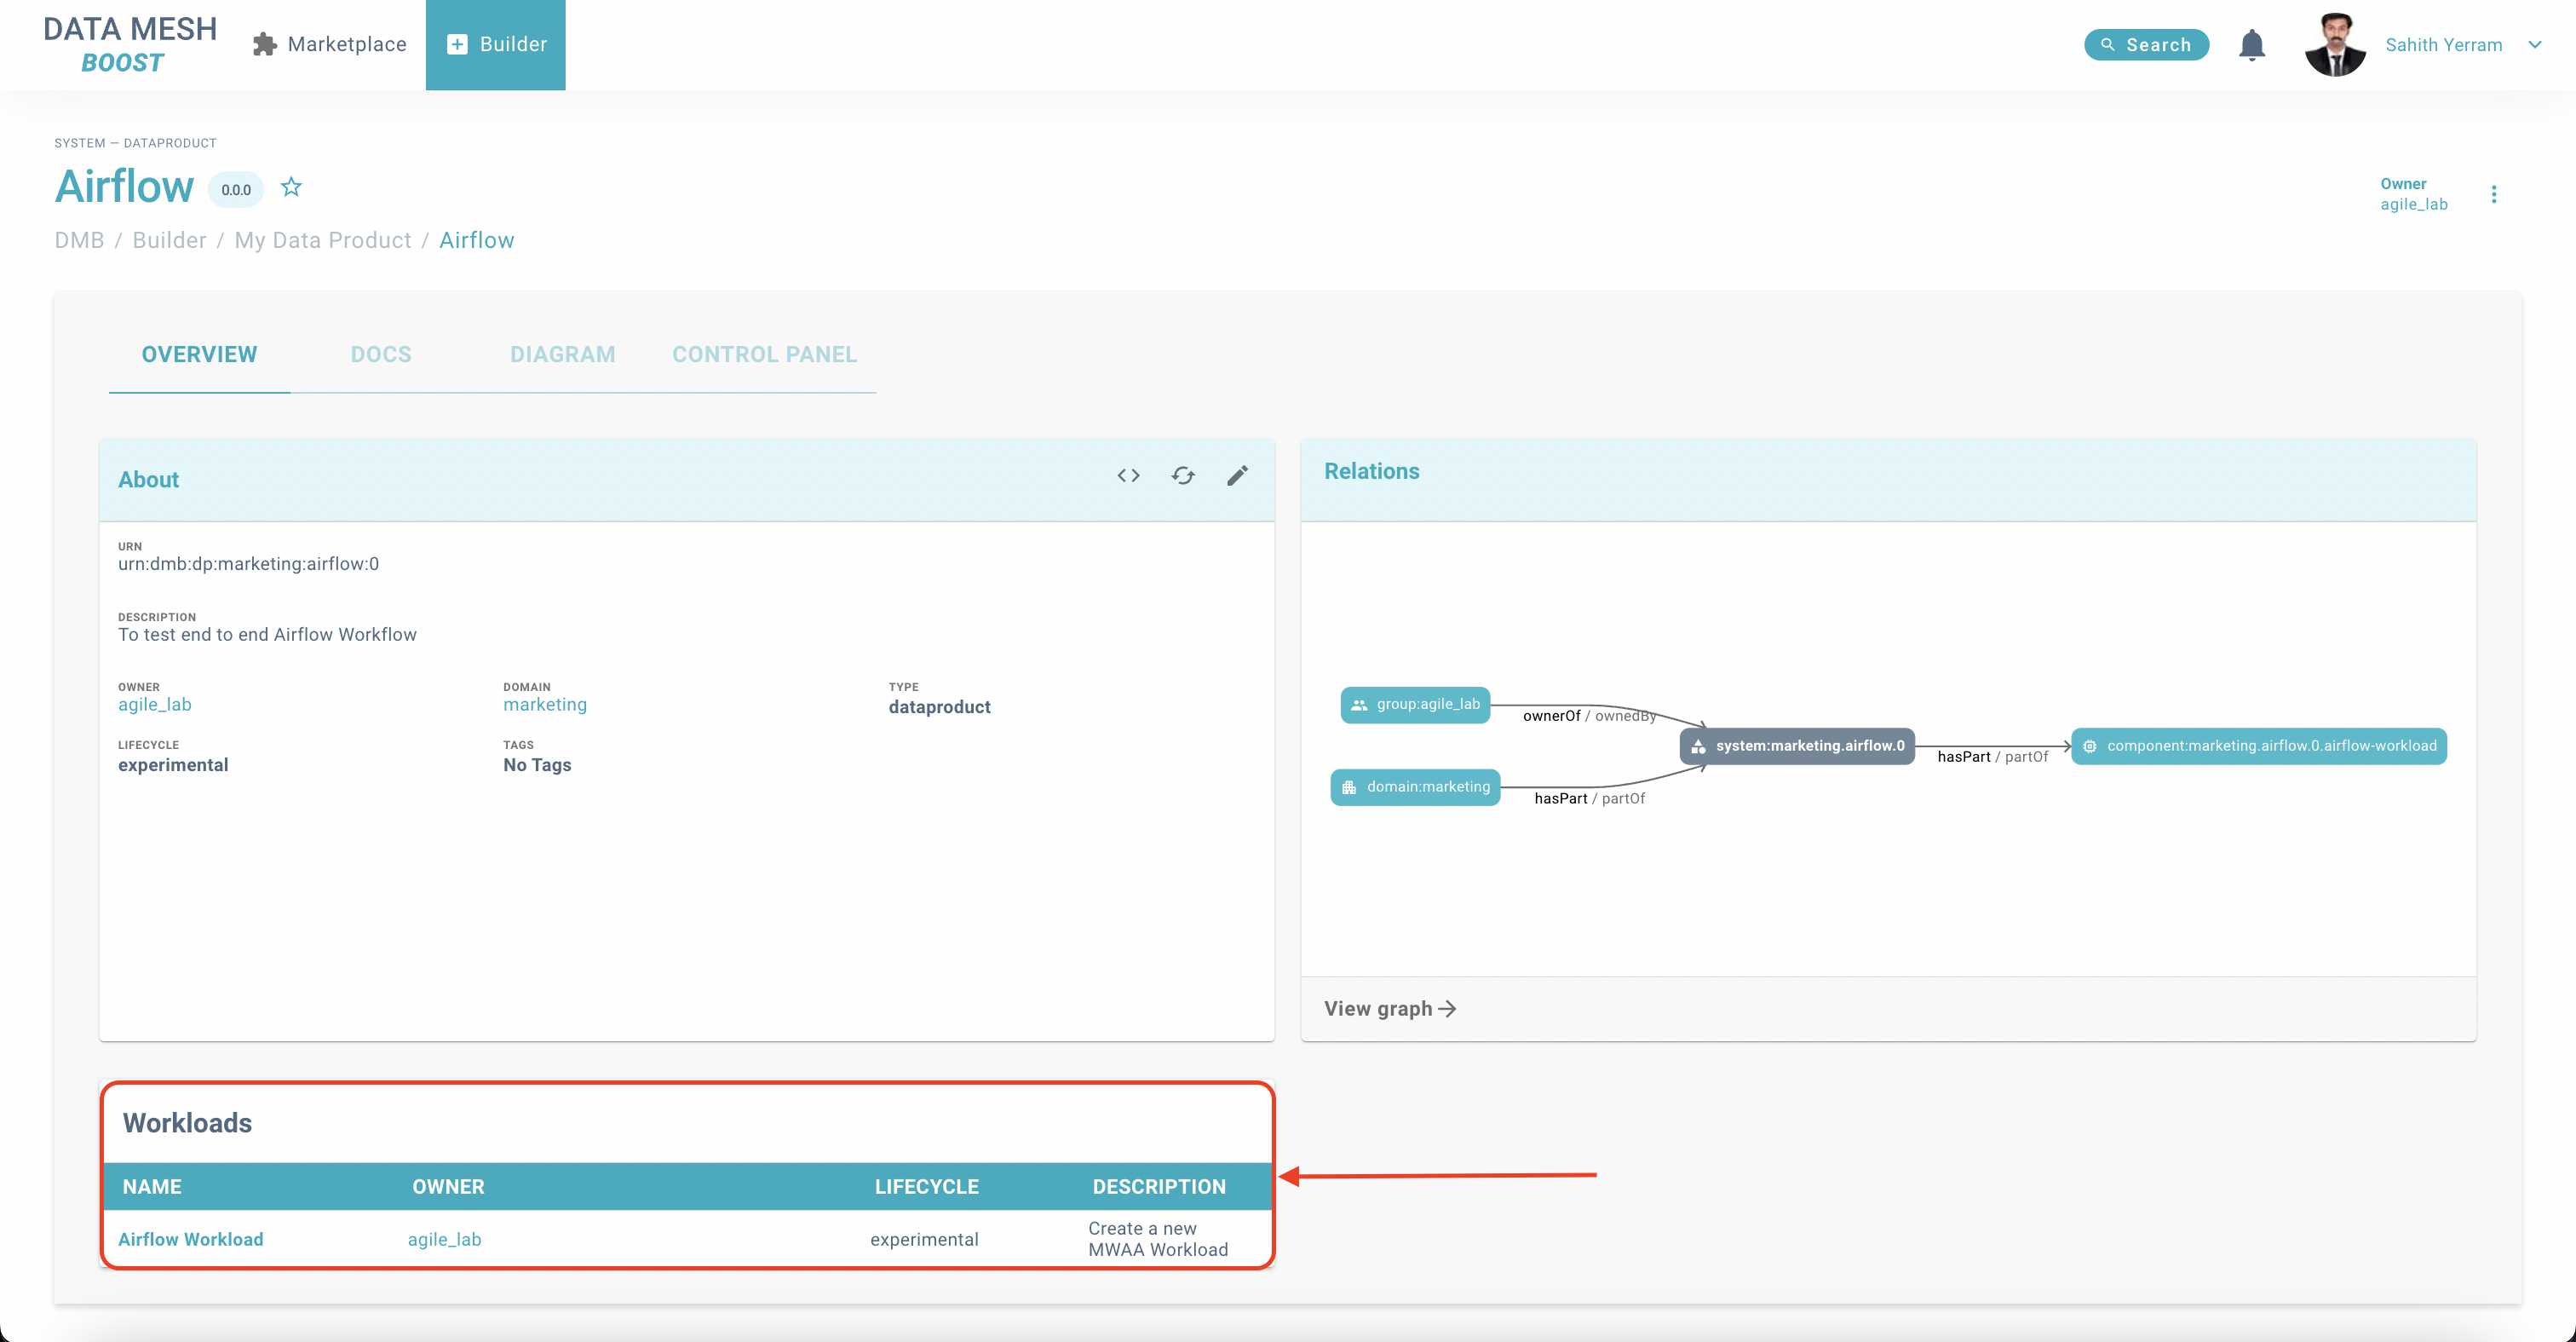 DATA MESH
BOOST
Marketplace
Builder
Search
Sahith Yerram
SYSTEM — DATAPRODUCT
Airflow 0.0.0
Owner
agile_lab
DMB / Builder / My Data Product / Airflow
OVERVIEW DOCS DIAGRAM CONTROL PANEL
About
URN
urn:dmb:dp:marketing:airflow:0
DESCRIPTION
To test end to end Airflow Workflow
OWNER DOMAIN TYPE
agile_lab marketing dataproduct
LIFECYCLE TAGS
experimental No Tags
Relations
group:agile_lab
ownerOf / ownedBy
system:marketing.airflow.0
hasPart / partOf
component:marketing.airflow.0.airflow-workload
domain:marketing
hasPart / partOf
View graph
Workloads
NAME OWNER LIFECYCLE DESCRIPTION
Airflow Workload agile_lab experimental Create a new
MWAA Workload